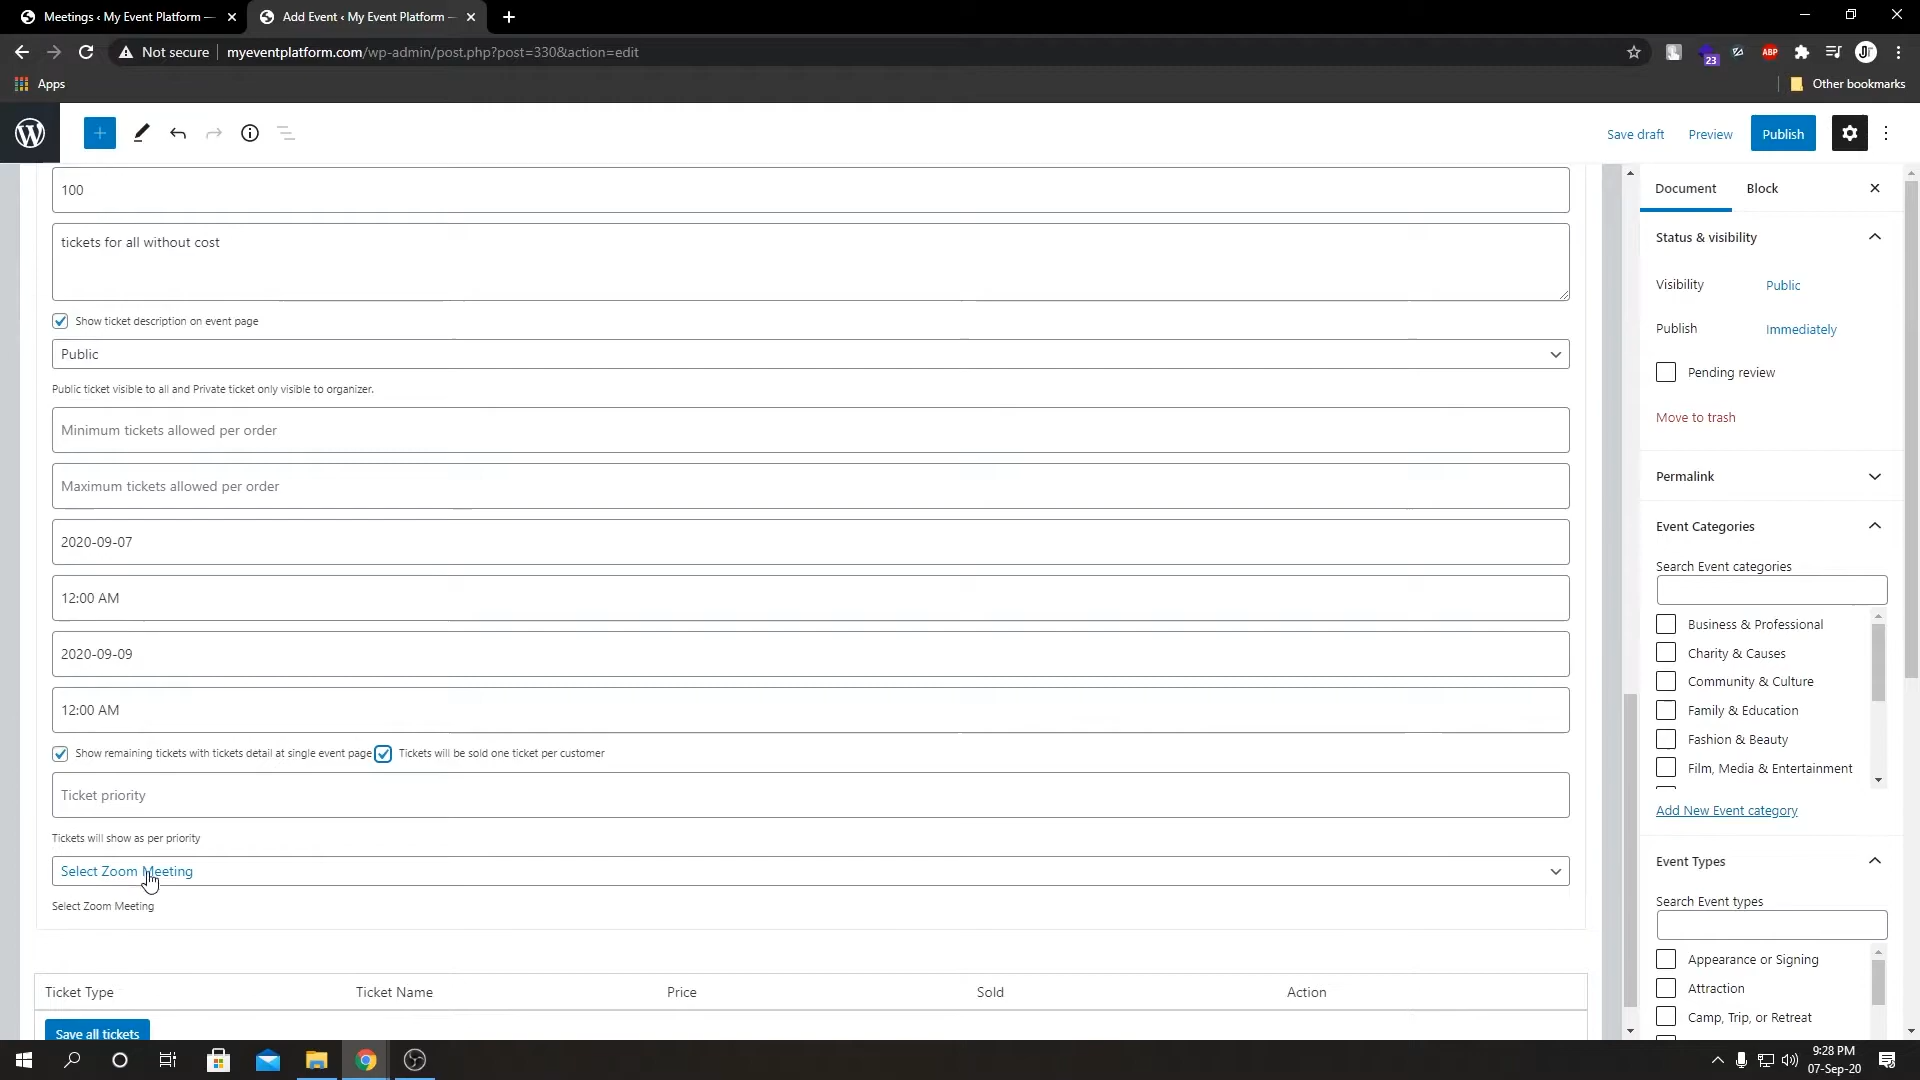 Meetings ‹ My Event Platform —
Add Event ‹ My Event Platform —
Not secure
myeventplatform.com/wp-admin/post.php?post=330&action=edit
ABP
23
Apps
Other bookmarks
Save draft
Preview
Publish
100
tickets for all without cost
Show ticket description on event page
Public
Public ticket visible to all and Private ticket only visible to organizer.
Minimum tickets allowed per order
Maximum tickets allowed per order
2020-09-07
12:00 AM
2020-09-09
12:00 AM
Show remaining tickets with tickets detail at single event page
Tickets will be sold one ticket per customer
Ticket priority
Tickets will show as per priority
Select Zoom Meeting
Select Zoom Meeting
Ticket Type
Ticket Name
Price
Sold
Action
Save all tickets
Document
Block
Status & visibility
Visibility
Public
Publish
Immediately
Pending review
Move to trash
Permalink
Event Categories
Search Event categories
Business & Professional
Charity & Causes
Community & Culture
Family & Education
Fashion & Beauty
Film, Media & Entertainment
Add New Event category
Event Types
Search Event types
Appearance or Signing
Attraction
Camp, Trip, or Retreat
9:28 PM
07-Sep-20